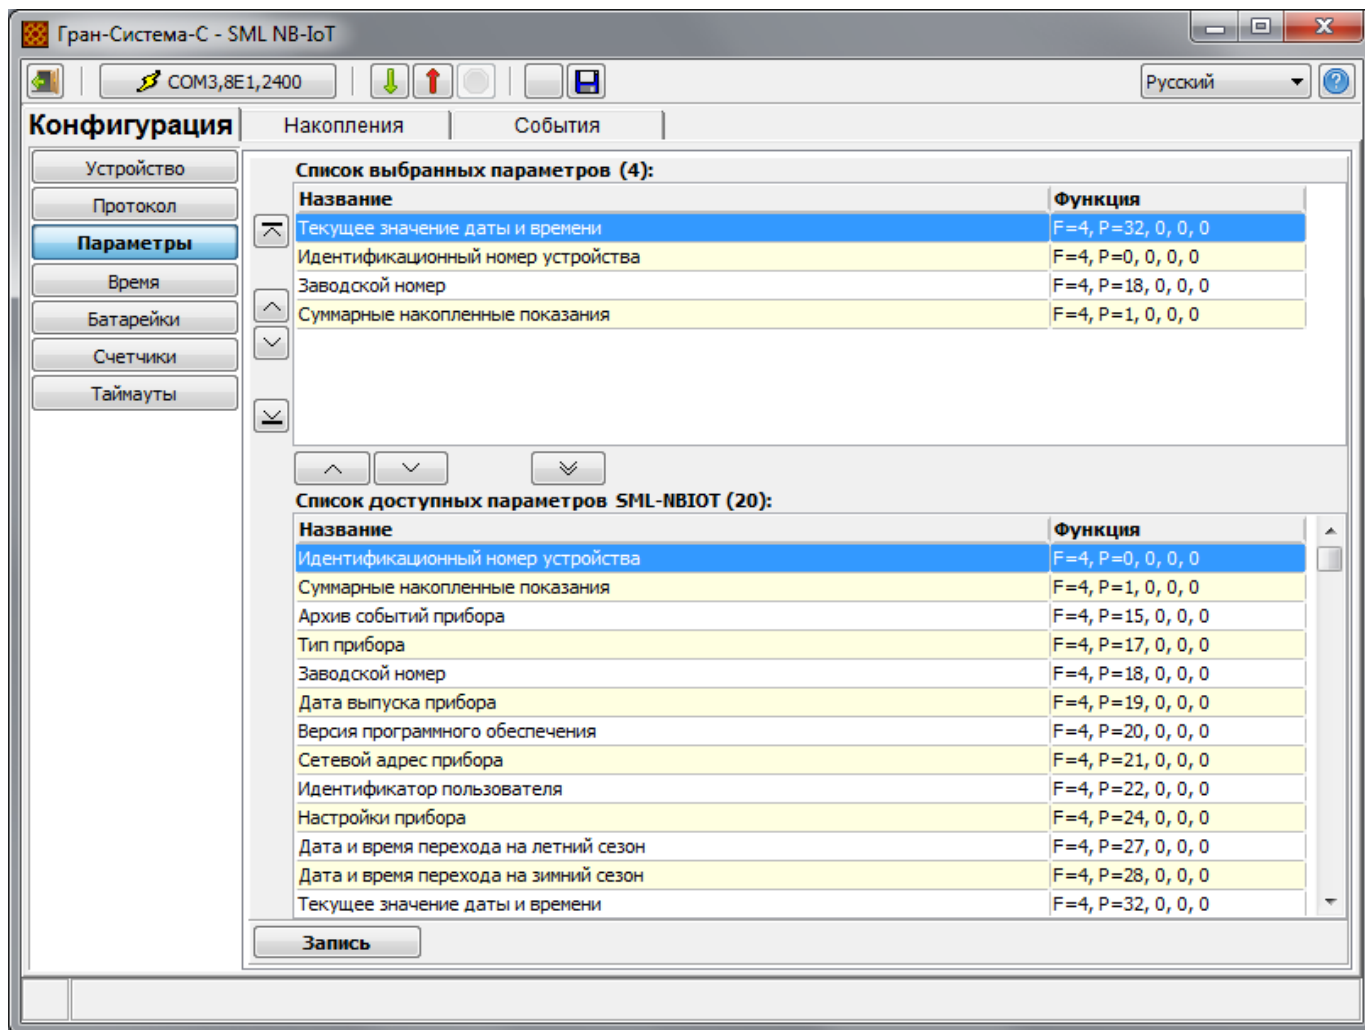 Гран-Система-С - SML NB-IoT
COM3,8E1,2400
Русский
Конфигурация
Накопления
События
Устройство
Протокол
Параметры
Время
Батарейки
Счетчики
Таймауты
Список выбранных параметров (4):
Название Функция
Текущее значение даты и времени F=4, P=32, 0, 0, 0
Идентификационный номер устройства F=4, P=0, 0, 0, 0
Заводской номер F=4, P=18, 0, 0, 0
Суммарные накопленные показания F=4, P=1, 0, 0, 0
Список доступных параметров SML-NBIOT (20):
Название Функция
Идентификационный номер устройства F=4, P=0, 0, 0, 0
Суммарные накопленные показания F=4, P=1, 0, 0, 0
Архив событий прибора F=4, P=15, 0, 0, 0
Тип прибора F=4, P=17, 0, 0, 0
Заводской номер F=4, P=18, 0, 0, 0
Дата выпуска прибора F=4, P=19, 0, 0, 0
Версия программного обеспечения F=4, P=20, 0, 0, 0
Сетевой адрес прибора F=4, P=21, 0, 0, 0
Идентификатор пользователя F=4, P=22, 0, 0, 0
Настройки прибора F=4, P=24, 0, 0, 0
Дата и время перехода на летний сезон F=4, P=27, 0, 0, 0
Дата и время перехода на зимний сезон F=4, P=28, 0, 0, 0
Текущее значение даты и времени F=4, P=32, 0, 0, 0
Запись